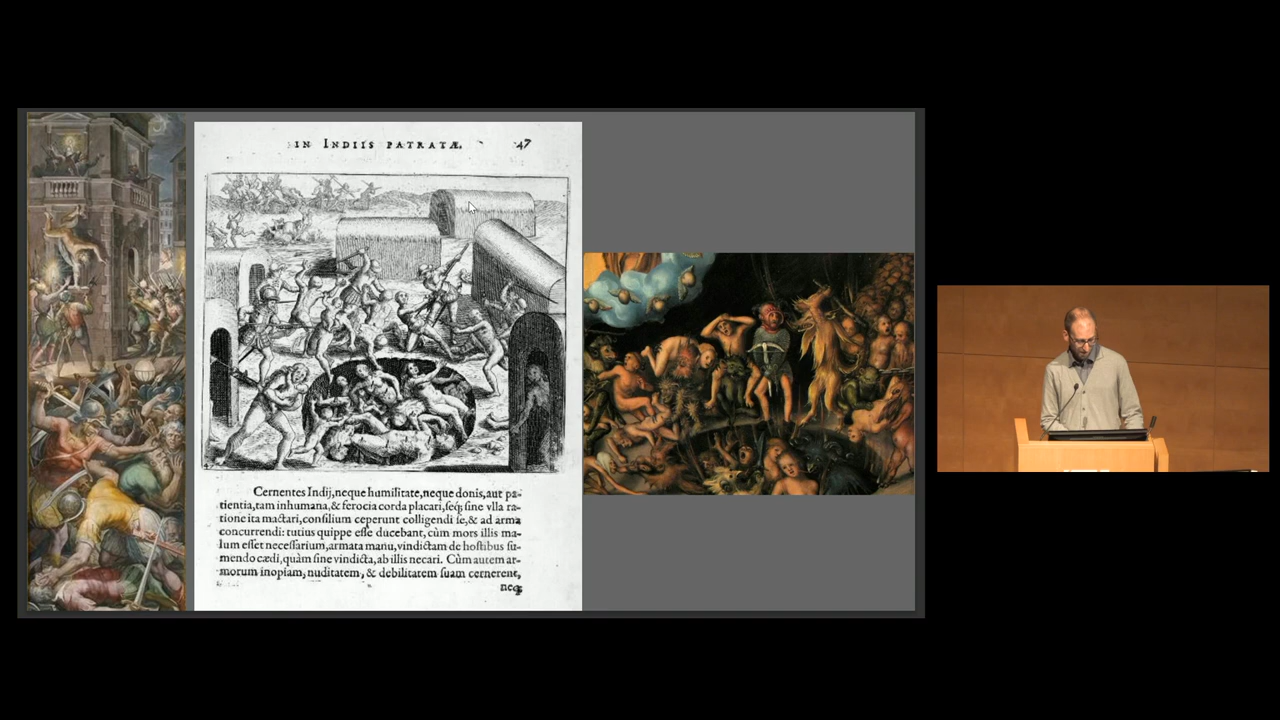 IN INDIIS PATRATÆ.
47
Cernentes Indij, neque humilitate, neque donis, aut pa-
tientia, tam inhumana, & ferocia corda placari, seq; sine vlla ra-
tione ita mactari, consilium ceperunt colligendi se, & ad arma
concurrendi: tutius quippe esse ducebant, cùm mors illis ma-
lum esset necessarium, armata manu, vindictam de hostibus su-
mendo cædi, quàm sine vindicta, ab illis necari. Cùm autem ar-
morum inopiam, nuditatem, & debilitatem suam cernerent,
neq;